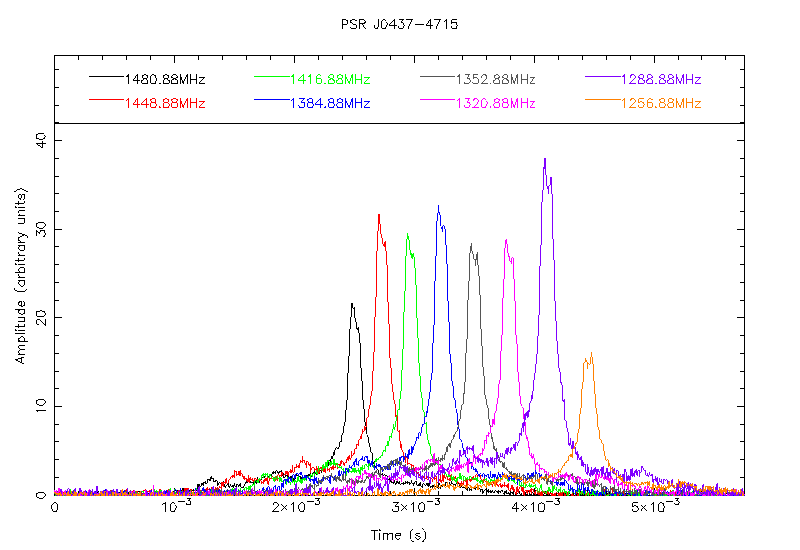 PSR J0437-4715
1480.88MHz 1416.88MHz 1352.88MHz 1288.88MHz
1448.88MHz 1384.88MHz 1320.88MHz 1256.88MHz
40
30
20
10
0
Amplitude (arbitrary units)
0 10⁻³ 2×10⁻³ 3×10⁻³ 4×10⁻³ 5×10⁻³
Time (s)